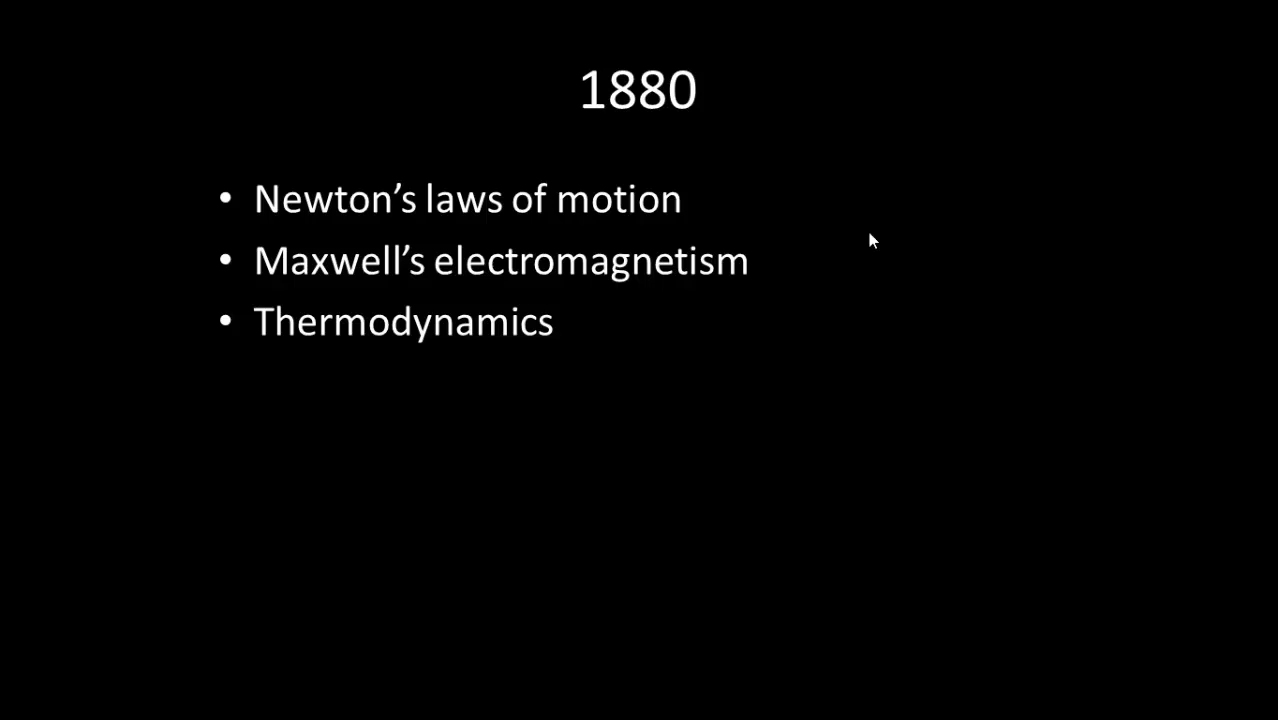 1880
• Newton’s laws of motion
• Maxwell’s electromagnetism
• Thermodynamics